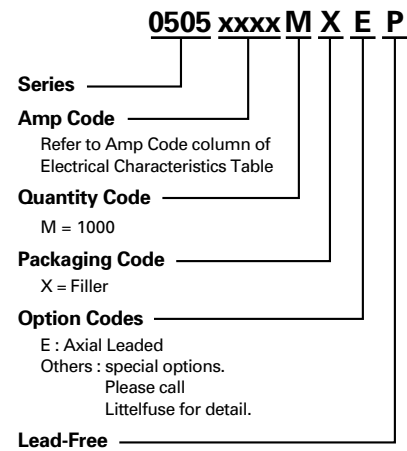 0505 xxxx M X E P
Series
Amp Code
Refer to Amp Code column of
Electrical Characteristics Table
Quantity Code
M = 1000
Packaging Code
X = Filler
Option Codes
E : Axial Leaded
Others : special options.
Please call
Littelfuse for detail.
Lead-Free